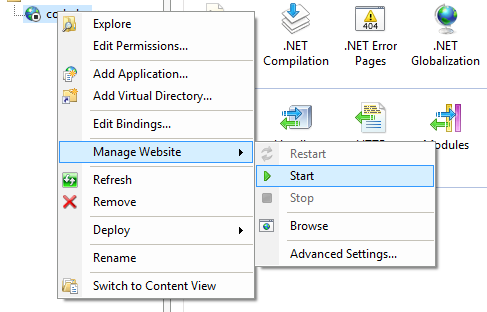 Explore
Edit Permissions...
Add Application...
Add Virtual Directory...
Edit Bindings...
Manage Website
Refresh
Remove
Deploy
Rename
Switch to Content View
Restart
Start
Stop
Browse
Advanced Settings...
.NET
Compilation
404
.NET Error
Pages
.NET
Globalization
Modules